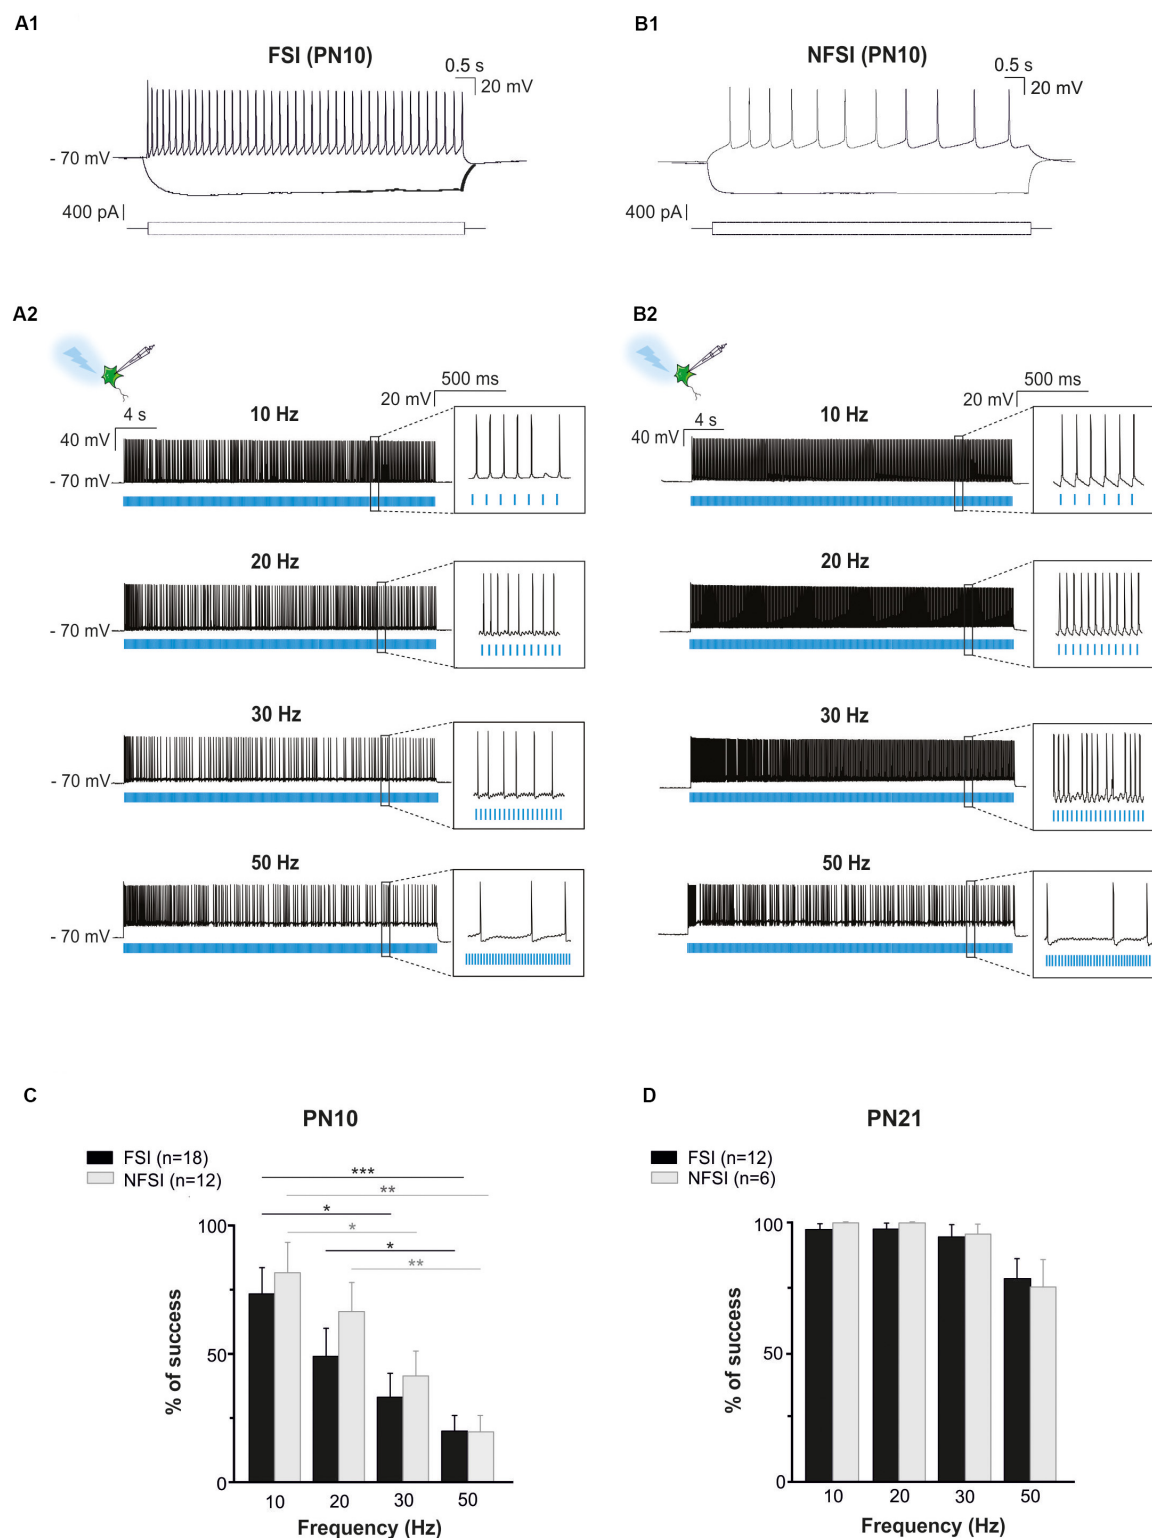 A1
B1
FSI (PN10)
NFSI (PN10)
0.5 s
20 mV
0.5 s
20 mV
- 70 mV
400 pA
400 pA
A2
B2
500 ms
20 mV
4 s
10 Hz
40 mV
- 70 mV
500 ms
20 mV
4 s
10 Hz
40 mV
20 Hz
- 70 mV
20 Hz
30 Hz
- 70 mV
30 Hz
50 Hz
- 70 mV
50 Hz
C
PN10
FSI (n=18)
NFSI (n=12)
***
**
*
*
*
**
100
50
0
% of success
10 20 30 50
Frequency (Hz)
D
PN21
FSI (n=12)
NFSI (n=6)
100
50
0
% of success
10 20 30 50
Frequency (Hz)